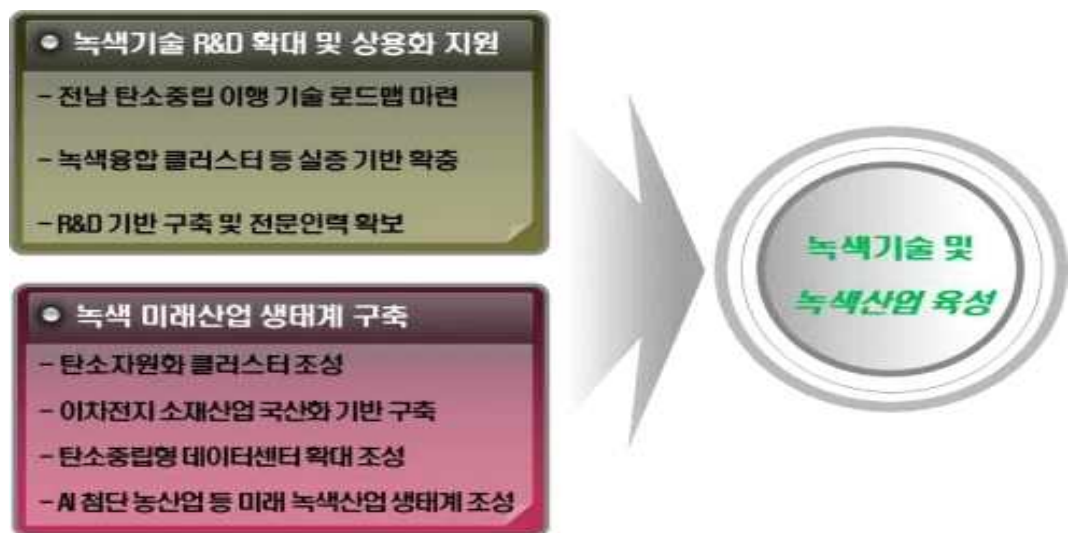 녹색기술 R&D 확대 및 상용화 지원
- 전남 탄소중립 이행 기술 로드맵 마련
- 녹색융합 클러스터 등 실증 기반 확충
- R&D 기반 구축 및 전문인력 확보
녹색 미래산업 생태계 구축
- 탄소자원화 클러스터 조성
- 이차전지 소재산업 국산화 기반 구축
- 탄소중립형 데이터센터 확대 조성
- AI 첨단 농산업 등 미래 녹색산업 생태계 조성
녹색기술 및
녹색산업 육성